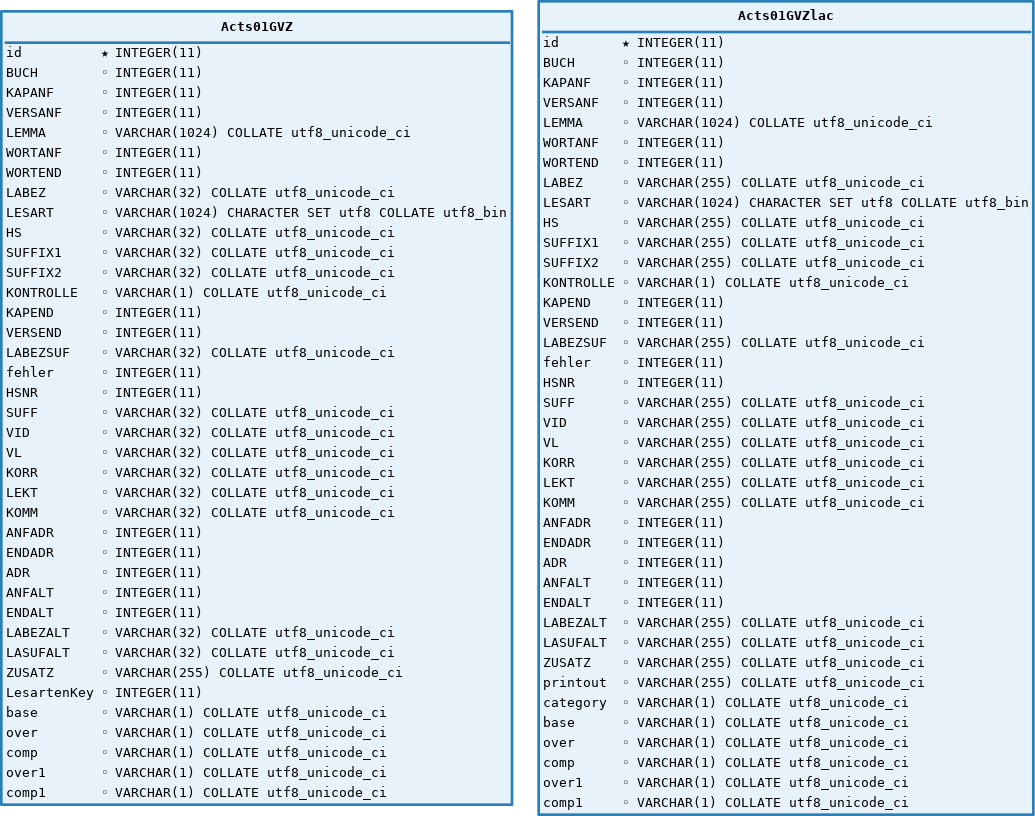 Acts01GVZ
id ★ INTEGER(11)
BUCH ◦ INTEGER(11)
KAPANF ◦ INTEGER(11)
VERSANF ◦ INTEGER(11)
LEMMA ◦ VARCHAR(1024) COLLATE utf8_unicode_ci
WORTANF ◦ INTEGER(11)
WORTEND ◦ INTEGER(11)
LABEZ ◦ VARCHAR(32) COLLATE utf8_unicode_ci
LESART ◦ VARCHAR(1024) CHARACTER SET utf8 COLLATE utf8_bin
HS ◦ VARCHAR(32) COLLATE utf8_unicode_ci
SUFFIX1 ◦ VARCHAR(32) COLLATE utf8_unicode_ci
SUFFIX2 ◦ VARCHAR(32) COLLATE utf8_unicode_ci
KONTROLLE ◦ VARCHAR(1) COLLATE utf8_unicode_ci
KAPEND ◦ INTEGER(11)
VERSEND ◦ INTEGER(11)
LABEZSUF ◦ VARCHAR(32) COLLATE utf8_unicode_ci
fehler ◦ INTEGER(11)
HSNR ◦ INTEGER(11)
SUFF ◦ VARCHAR(32) COLLATE utf8_unicode_ci
VID ◦ VARCHAR(32) COLLATE utf8_unicode_ci
VL ◦ VARCHAR(32) COLLATE utf8_unicode_ci
KORR ◦ VARCHAR(32) COLLATE utf8_unicode_ci
LEKT ◦ VARCHAR(32) COLLATE utf8_unicode_ci
KOMM ◦ VARCHAR(32) COLLATE utf8_unicode_ci
ANFADR ◦ INTEGER(11)
ENDADR ◦ INTEGER(11)
ADR ◦ INTEGER(11)
ANFALT ◦ INTEGER(11)
ENDALT ◦ INTEGER(11)
LABEZALT ◦ VARCHAR(32) COLLATE utf8_unicode_ci
LASUFALT ◦ VARCHAR(32) COLLATE utf8_unicode_ci
ZUSATZ ◦ VARCHAR(255) COLLATE utf8_unicode_ci
LesartenKey ◦ INTEGER(11)
base ◦ VARCHAR(1) COLLATE utf8_unicode_ci
over ◦ VARCHAR(1) COLLATE utf8_unicode_ci
comp ◦ VARCHAR(1) COLLATE utf8_unicode_ci
over1 ◦ VARCHAR(1) COLLATE utf8_unicode_ci
comp1 ◦ VARCHAR(1) COLLATE utf8_unicode_ci
Acts01GVZlac
id ★ INTEGER(11)
BUCH ◦ INTEGER(11)
KAPANF ◦ INTEGER(11)
VERSANF ◦ INTEGER(11)
LEMMA ◦ VARCHAR(1024) COLLATE utf8_unicode_ci
WORTANF ◦ INTEGER(11)
WORTEND ◦ INTEGER(11)
LABEZ ◦ VARCHAR(255) COLLATE utf8_unicode_ci
LESART ◦ VARCHAR(1024) CHARACTER SET utf8 COLLATE utf8_bin
HS ◦ VARCHAR(255) COLLATE utf8_unicode_ci
SUFFIX1 ◦ VARCHAR(255) COLLATE utf8_unicode_ci
SUFFIX2 ◦ VARCHAR(255) COLLATE utf8_unicode_ci
KONTROLLE ◦ VARCHAR(1) COLLATE utf8_unicode_ci
KAPEND ◦ INTEGER(11)
VERSEND ◦ INTEGER(11)
LABEZSUF ◦ VARCHAR(255) COLLATE utf8_unicode_ci
fehler ◦ INTEGER(11)
HSNR ◦ INTEGER(11)
SUFF ◦ VARCHAR(255) COLLATE utf8_unicode_ci
VID ◦ VARCHAR(255) COLLATE utf8_unicode_ci
VL ◦ VARCHAR(255) COLLATE utf8_unicode_ci
KORR ◦ VARCHAR(255) COLLATE utf8_unicode_ci
LEKT ◦ VARCHAR(255) COLLATE utf8_unicode_ci
KOMM ◦ VARCHAR(255) COLLATE utf8_unicode_ci
ANFADR ◦ INTEGER(11)
ENDADR ◦ INTEGER(11)
ADR ◦ INTEGER(11)
ANFALT ◦ INTEGER(11)
ENDALT ◦ INTEGER(11)
LABEZALT ◦ VARCHAR(255) COLLATE utf8_unicode_ci
LASUFALT ◦ VARCHAR(255) COLLATE utf8_unicode_ci
ZUSATZ ◦ VARCHAR(255) COLLATE utf8_unicode_ci
printout ◦ VARCHAR(255) COLLATE utf8_unicode_ci
category ◦ VARCHAR(1) COLLATE utf8_unicode_ci
base ◦ VARCHAR(1) COLLATE utf8_unicode_ci
over ◦ VARCHAR(1) COLLATE utf8_unicode_ci
comp ◦ VARCHAR(1) COLLATE utf8_unicode_ci
over1 ◦ VARCHAR(1) COLLATE utf8_unicode_ci
comp1 ◦ VARCHAR(1) COLLATE utf8_unicode_ci